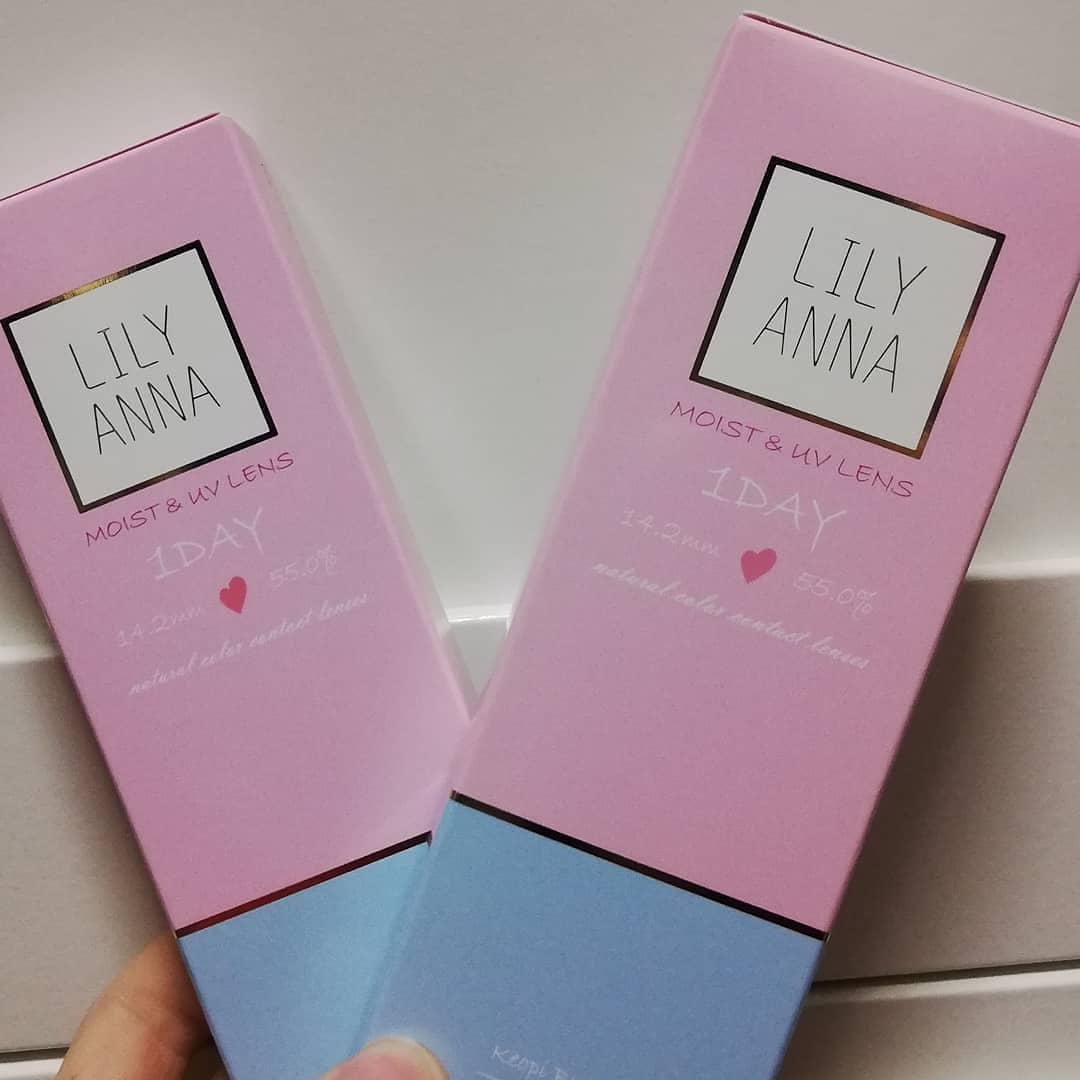 LILY
ANNA
MOIST & UV LENS
1DAY
14.2mm 55.0%
natural color contact lenses
LILY
ANNA
MOIST & UV LENS
1DAY
14.2mm 55.0%
natural color contact lenses